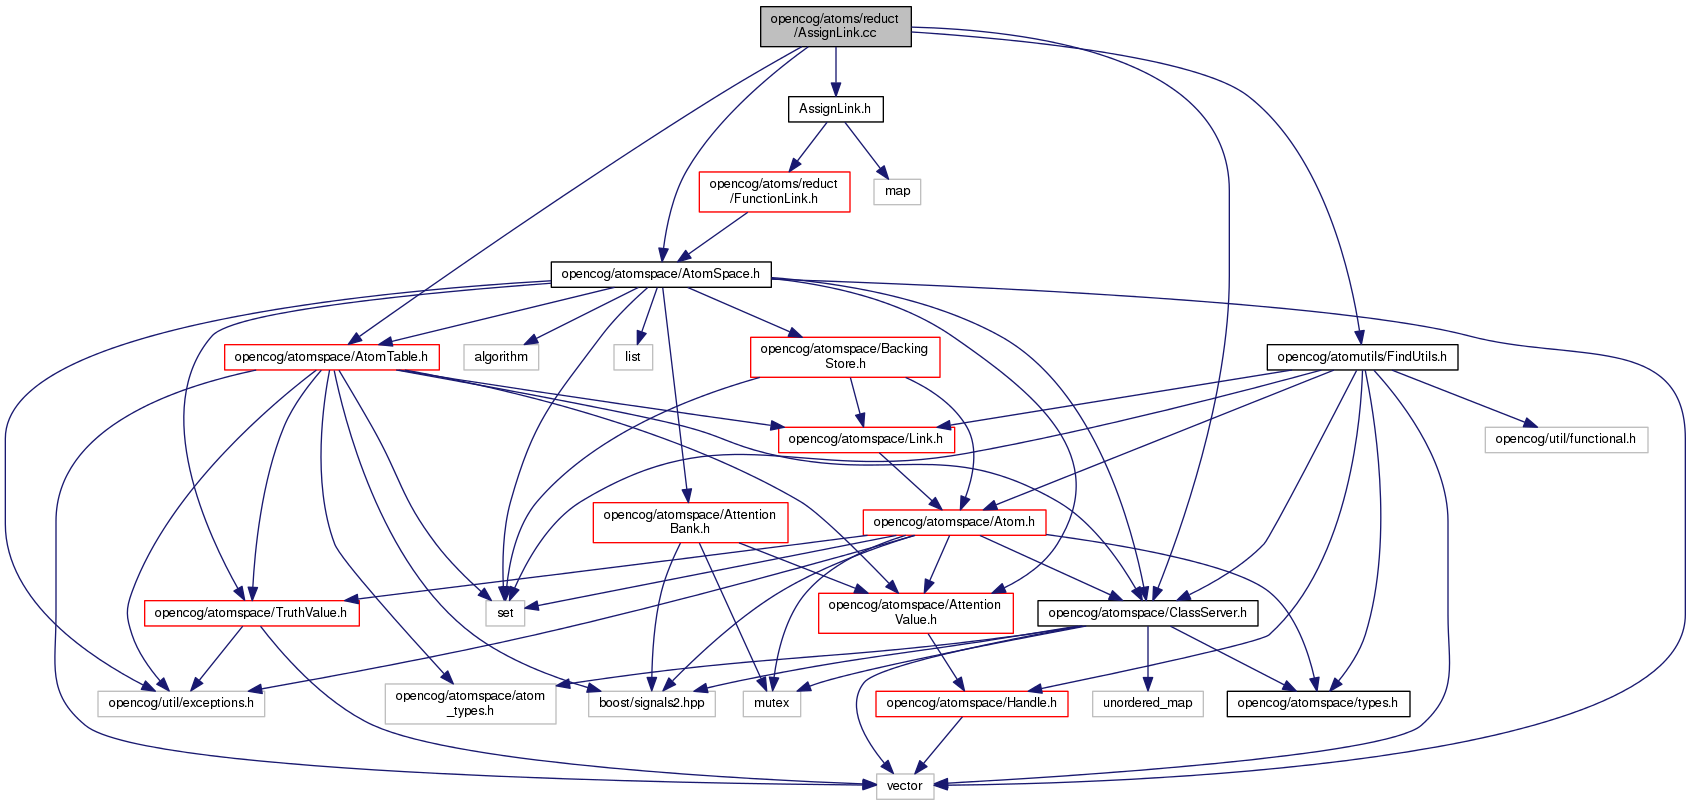 opencog/atoms/reduct
/AssignLink.cc
AssignLink.h
opencog/atoms/reduct
/FunctionLink.h
map
opencog/atomspace/AtomSpace.h
opencog/atomspace/AtomTable.h
algorithm
list
opencog/atomspace/Backing
Store.h
opencog/atomutils/FindUtils.h
opencog/atomspace/Link.h
opencog/util/functional.h
opencog/atomspace/Attention
Bank.h
opencog/atomspace/Atom.h
opencog/atomspace/TruthValue.h
set
opencog/atomspace/Attention
Value.h
opencog/atomspace/ClassServer.h
opencog/util/exceptions.h
opencog/atomspace/atom
_types.h
boost/signals2.hpp
mutex
opencog/atomspace/Handle.h
unordered_map
opencog/atomspace/types.h
vector